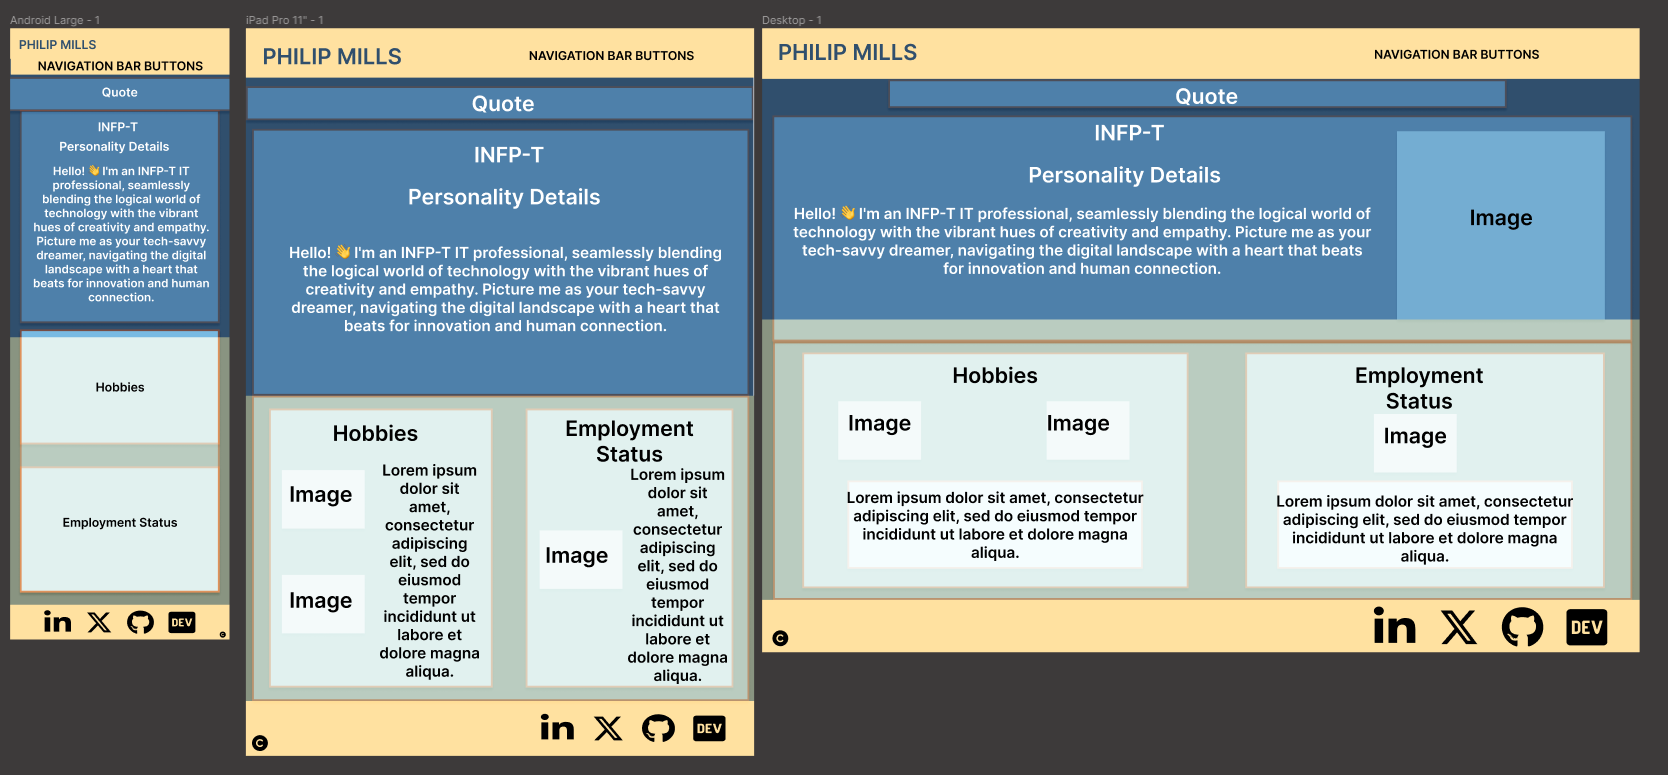 Android Large - 1
PHILIP MILLS
NAVIGATION BAR BUTTONS
Quote
INFP-T
Personality Details
Hello! 👋 I'm an INFP-T IT
professional, seamlessly
blending the logical world of
technology with the vibrant
hues of creativity and empathy.
Picture me as your tech-savvy
dreamer, navigating the digital
landscape with a heart that
beats for innovation and human
connection.
Hobbies
Employment Status
in
X
DEV
C
iPad Pro 11" - 1
PHILIP MILLS
NAVIGATION BAR BUTTONS
Quote
INFP-T
Personality Details
Hello! 👋 I'm an INFP-T IT professional, seamlessly blending
the logical world of technology with the vibrant hues of
creativity and empathy. Picture me as your tech-savvy
dreamer, navigating the digital landscape with a heart that
beats for innovation and human connection.
Hobbies
Image
Image
Lorem ipsum
dolor sit
amet,
consectetur
adipiscing
elit, sed do
eiusmod
tempor
incididunt ut
labore et
dolore magna
aliqua.
Employment
Status
Image
Lorem ipsum
dolor sit
amet,
consectetur
adipiscing
elit, sed do
eiusmod
tempor
incididunt ut
labore et
dolore magna
aliqua.
C
in
X
DEV
Desktop - 1
PHILIP MILLS
NAVIGATION BAR BUTTONS
Quote
INFP-T
Personality Details
Hello! 👋 I'm an INFP-T IT professional, seamlessly blending the logical world of
technology with the vibrant hues of creativity and empathy. Picture me as your
tech-savvy dreamer, navigating the digital landscape with a heart that beats
for innovation and human connection.
Image
Hobbies
Image
Image
Lorem ipsum dolor sit amet, consectetur
adipiscing elit, sed do eiusmod tempor
incididunt ut labore et dolore magna
aliqua.
Employment
Status
Image
Lorem ipsum dolor sit amet, consectetur
adipiscing elit, sed do eiusmod tempor
incididunt ut labore et dolore magna
aliqua.
C
in
X
DEV